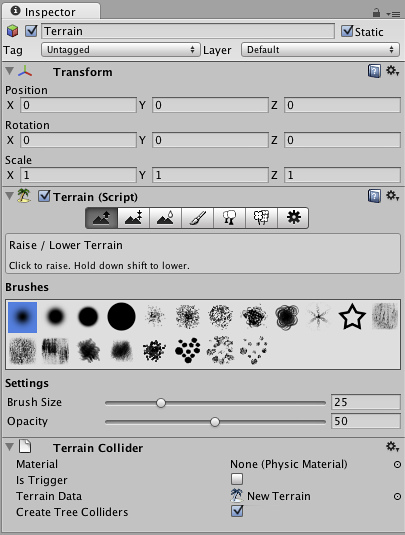 Inspector
Terrain Static
Tag Untagged Layer Default
Transform
Position
X 0 Y 0 Z 0
Rotation
X 0 Y 0 Z 0
Scale
X 1 Y 1 Z 1
Terrain (Script)
Raise / Lower Terrain
Click to raise. Hold down shift to lower.
Brushes
Settings
Brush Size 25
Opacity 50
Terrain Collider
Material None (Physic Material)
Is Trigger
Terrain Data New Terrain
Create Tree Colliders